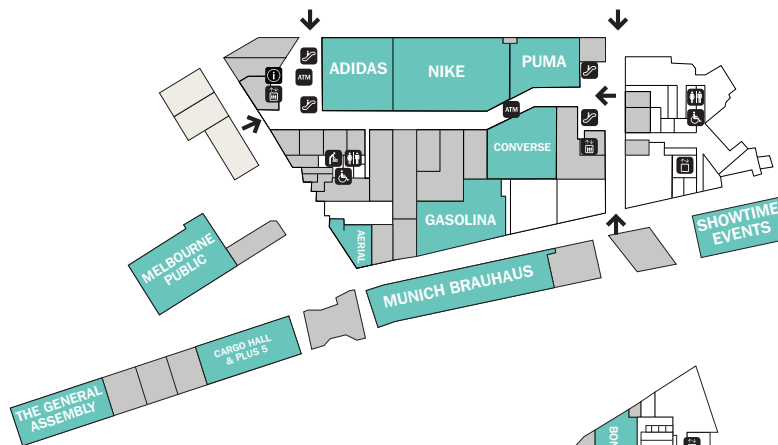 ADIDAS
NIKE
PUMA
ATM
ATM
CONVERSE
GASOLINA
AERIAL
SHOWTIME
EVENTS
MELBOURNE
PUBLIC
MUNICH BRAUHAUS
CARGO HALL
& PLUS 5
THE GENERAL
ASSEMBLY